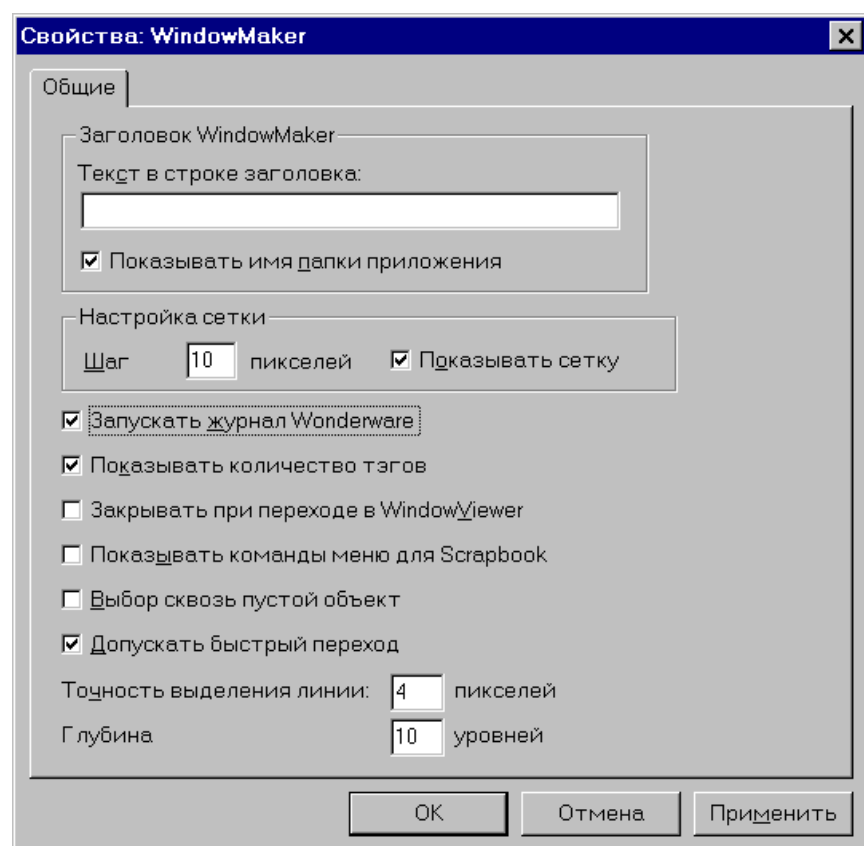 Свойства: WindowMaker
Общие
Заголовок WindowMaker
Текст в строке заголовка:
Показывать имя папки приложения
Настройка сетки
Шаг 10 пикселей Показывать сетку
Запускать журнал Wonderware
Показывать количество тэгов
Закрывать при переходе в WindowViewer
Показывать команды меню для Scrapbook
Выбор сквозь пустой объект
Допускать быстрый переход
Точность выделения линии: 4 пикселей
Глубина 10 уровней
OK Отмена Применить